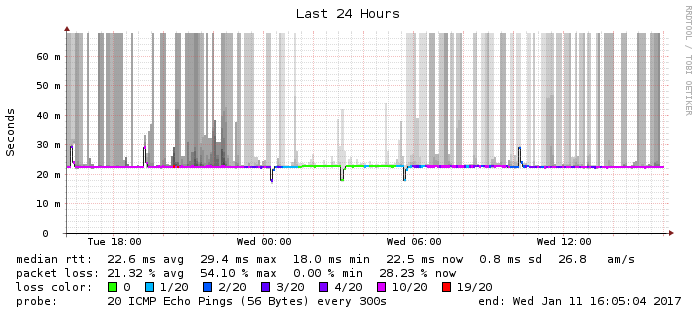 Last 24 Hours
RRDTOOL / TOBI OETIKER
Seconds
60 m
50 m
40 m
30 m
20 m
10 m
0
Tue 18:00 Wed 00:00 Wed 06:00 Wed 12:00
median rtt: 22.6 ms avg 29.4 ms max 18.0 ms min 22.5 ms now 0.8 ms sd 26.8 am/s
packet loss: 21.32 % avg 54.10 % max 0.00 % min 28.23 % now
loss color: 0 1/20 2/20 3/20 4/20 10/20 19/20
probe: 20 ICMP Echo Pings (56 Bytes) every 300s end: Wed Jan 11 16:05:04 2017